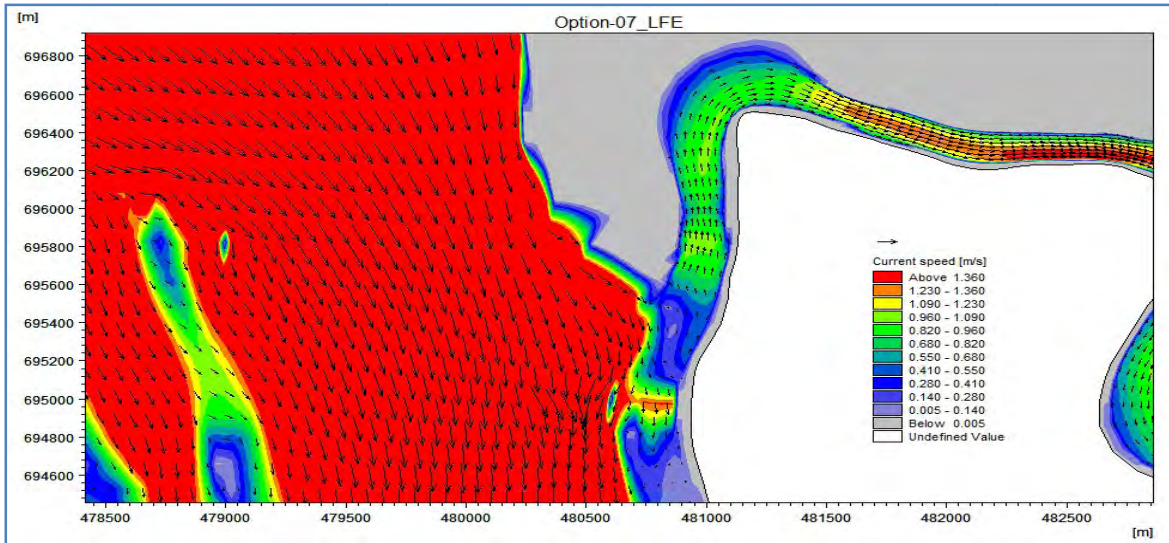 Option-07_LFE
[m]
696800
696600
696400
696200
696000
695800
695600
695400
695200
695000
694800
694600
Current speed [m/s]
Above 1.360
1.230 - 1.360
1.090 - 1.230
0.960 - 1.090
0.820 - 0.960
0.680 - 0.820
0.550 - 0.680
0.410 - 0.550
0.280 - 0.410
0.140 - 0.280
0.005 - 0.140
Below 0.005
Undefined Value
478500 479000 479500 480000 480500 481000 481500 482000 482500
[m]